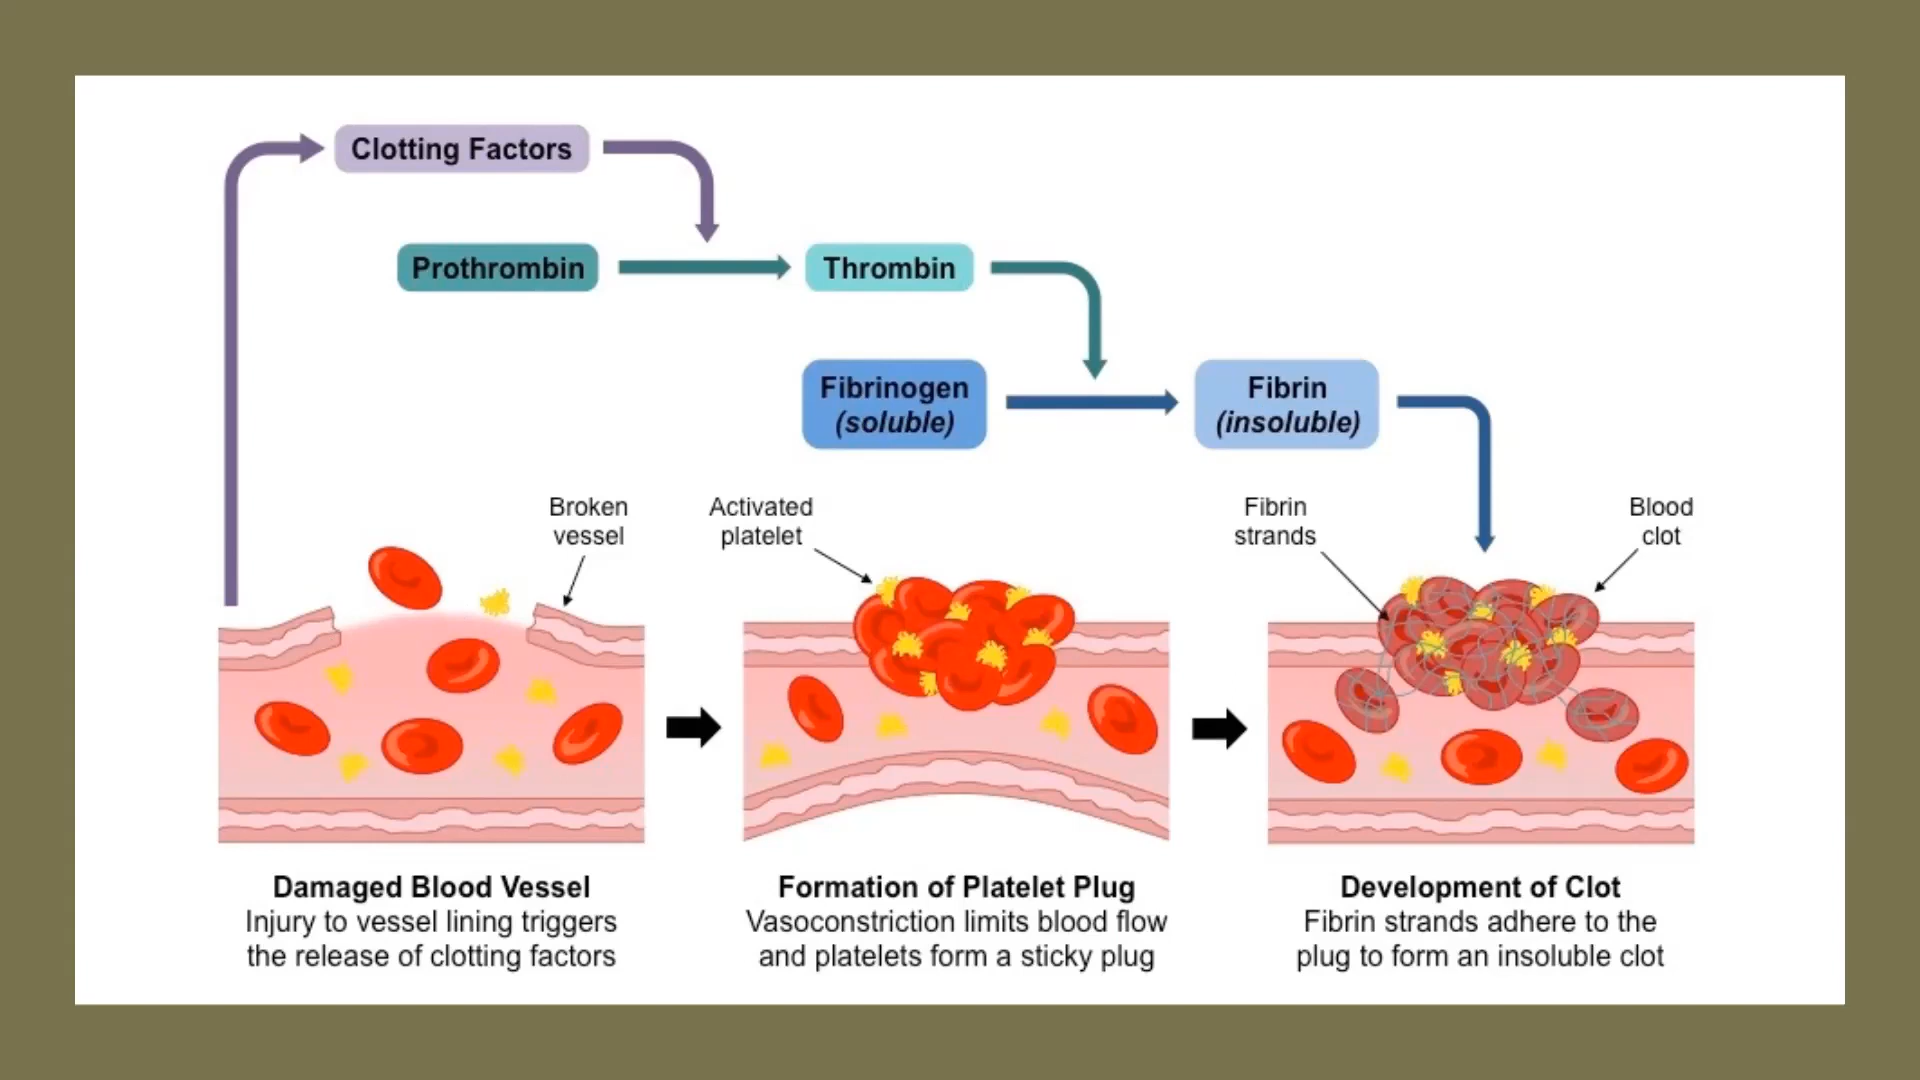 Clotting Factors
Prothrombin
Thrombin
Fibrinogen
(soluble)
Fibrin
(insoluble)
Broken
vessel
Activated
platelet
Fibrin
strands
Blood
clot
Damaged Blood Vessel
Injury to vessel lining triggers
the release of clotting factors
Formation of Platelet Plug
Vasoconstriction limits blood flow
and platelets form a sticky plug
Development of Clot
Fibrin strands adhere to the
plug to form an insoluble clot